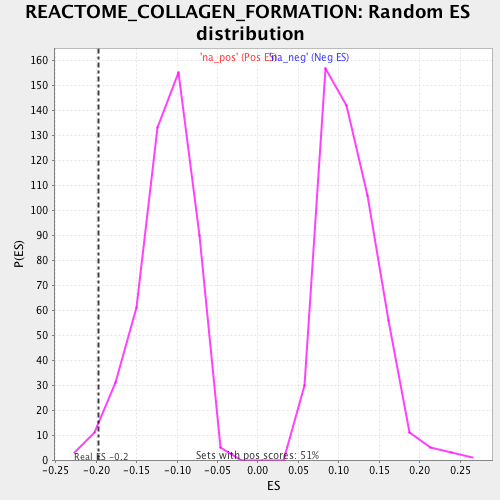 REACTOME_COLLAGEN_FORMATION: Random ES
distribution
'na_pos' (Pos ES) 'na_neg' (Neg ES)
160
150
140
130
120
110
100
90
80
70
60
50
40
30
20
10
0
P(ES)
Real ES -0.2
Sets with pos scores: 51%
-0.25 -0.20 -0.15 -0.10 -0.05 0.00 0.05 0.10 0.15 0.20 0.25
ES